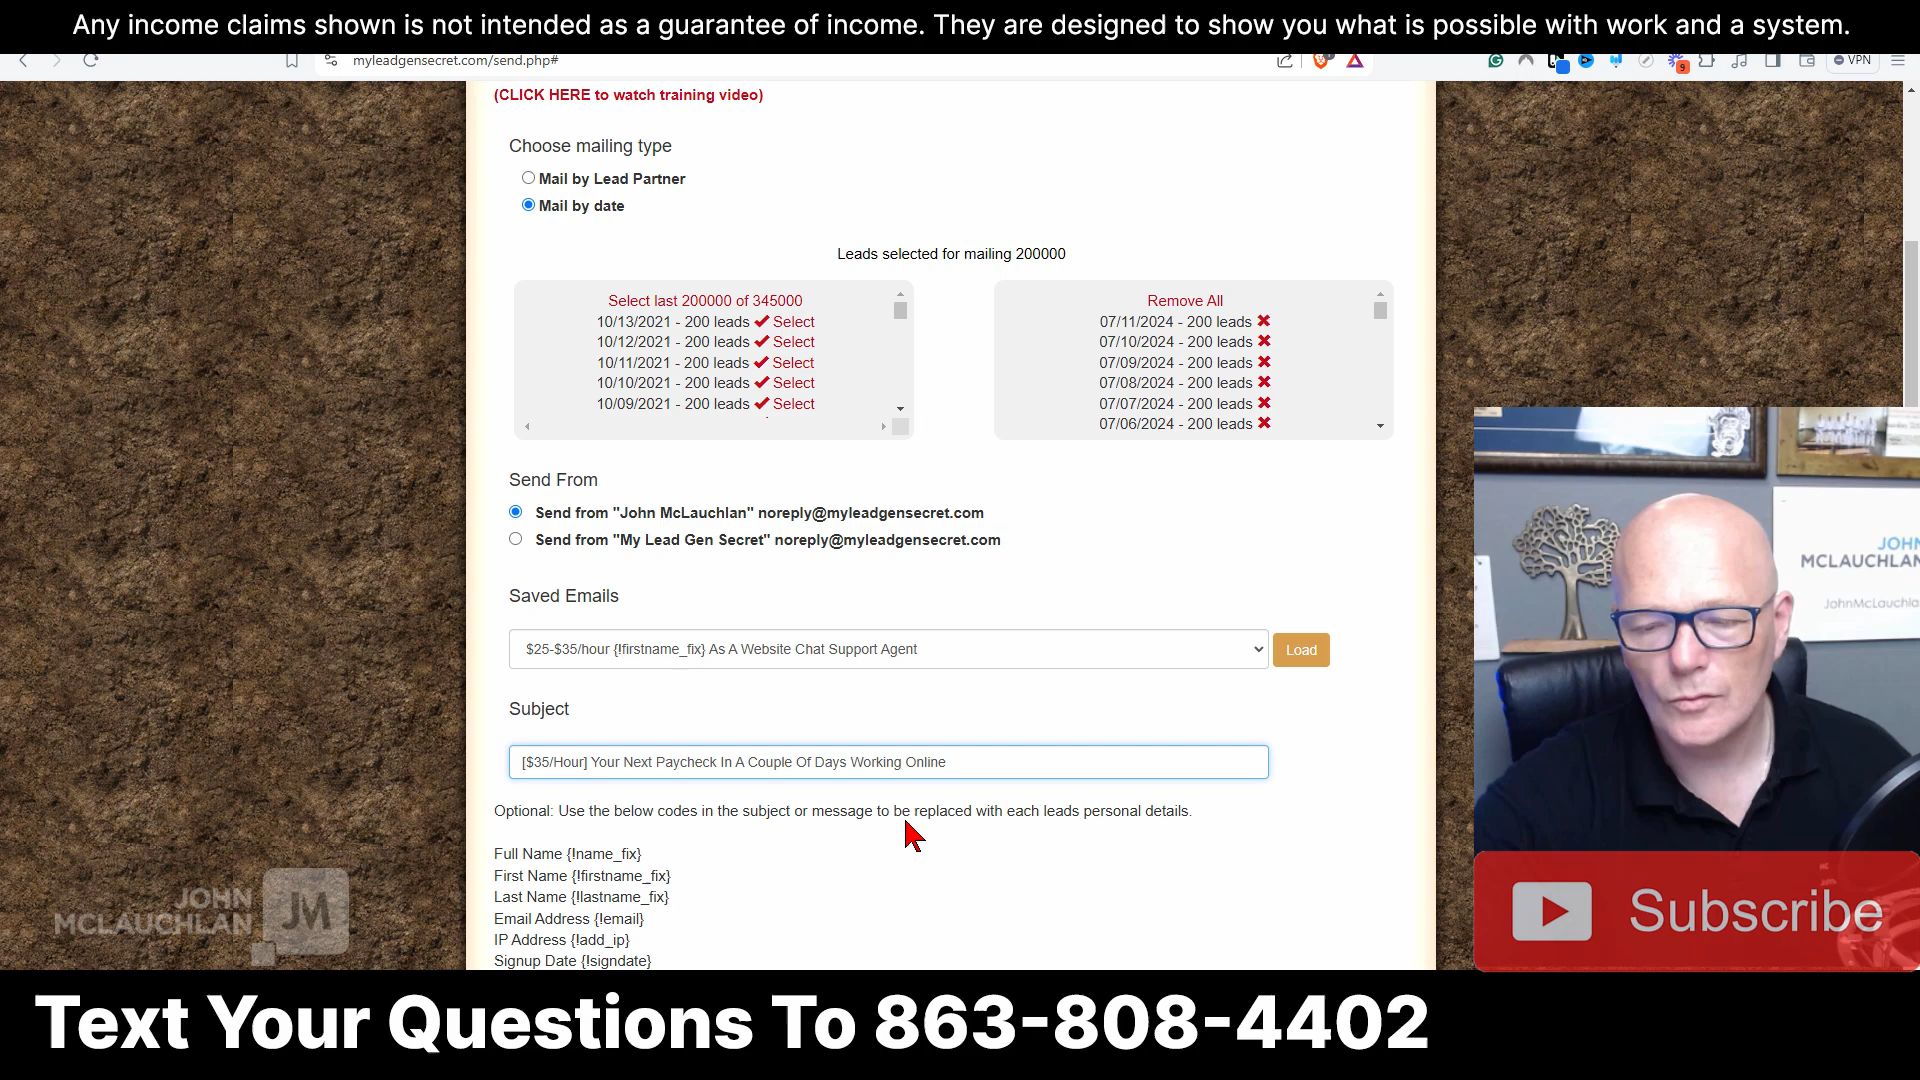 Any income claims shown is not intended as a guarantee of income. They are designed to show you what is possible with work and a system.
myleadgensecret.com/send.php#
9
VPN
(CLICK HERE to watch training video)
Choose mailing type
Mail by Lead Partner
Mail by date
Leads selected for mailing 200000
Select last 200000 of 345000
10/13/2021 - 200 leads Select
10/12/2021 - 200 leads Select
10/11/2021 - 200 leads Select
10/10/2021 - 200 leads Select
10/09/2021 - 200 leads Select
Remove All
07/11/2024 - 200 leads
07/10/2024 - 200 leads
07/09/2024 - 200 leads
07/08/2024 - 200 leads
07/07/2024 - 200 leads
07/06/2024 - 200 leads
Send From
Send from "John McLauchlan" noreply@myleadgensecret.com
Send from "My Lead Gen Secret" noreply@myleadgensecret.com
Saved Emails
$25-$35/hour {!firstname_fix} As A Website Chat Support Agent
Load
Subject
[$35/Hour] Your Next Paycheck In A Couple Of Days Working Online
Optional: Use the below codes in the subject or message to be replaced with each leads personal details.
Full Name {!name_fix}
First Name {!firstname_fix}
Last Name {!lastname_fix}
Email Address {!email}
IP Address {!add_ip}
Signup Date {!signdate}
JOHN
MCLAUCHLAN
JohnMcLauchla
JOHN
MCLAUCHLAN
JM
Subscribe
Text Your Questions To 863-808-4402